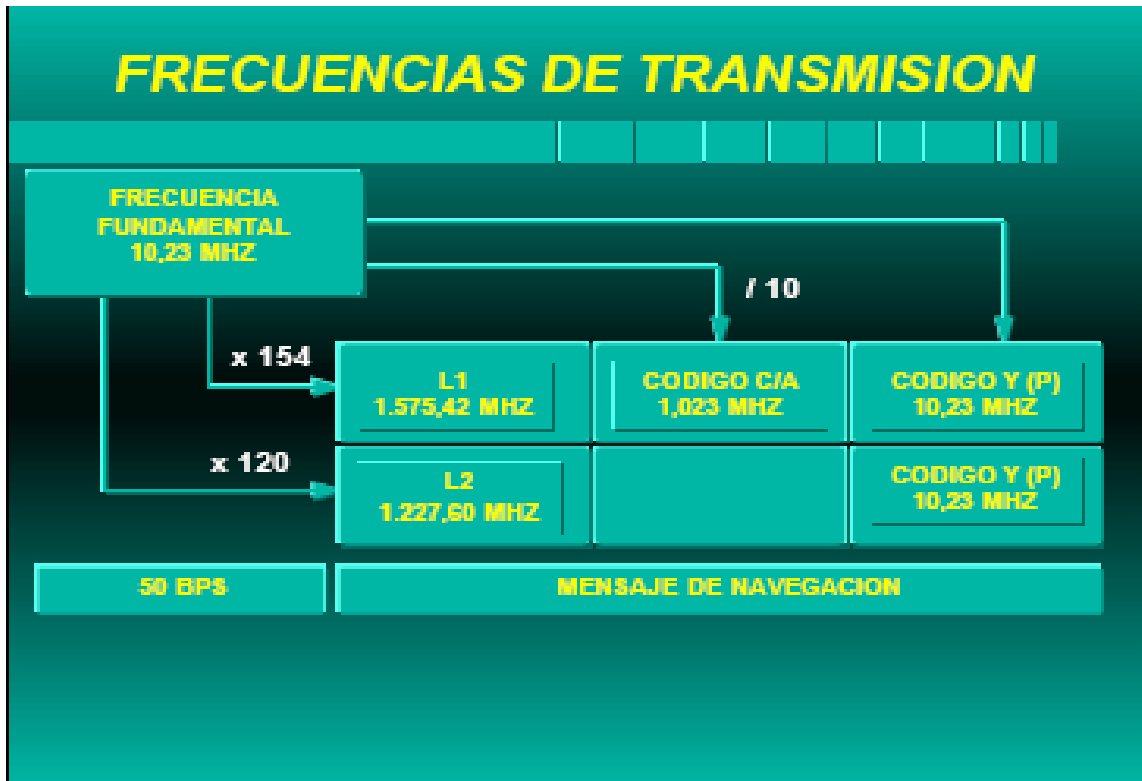 FRECUENCIAS DE TRANSMISION
FRECUENCIA
FUNDAMENTAL
10,23 MHZ
/ 10
x 154
L1
1.575,42 MHZ
CODIGO C/A
1,023 MHZ
CODIGO Y (P)
10,23 MHZ
x 120
L2
1.227,60 MHZ
CODIGO Y (P)
10,23 MHZ
50 BPS
MENSAJE DE NAVEGACION